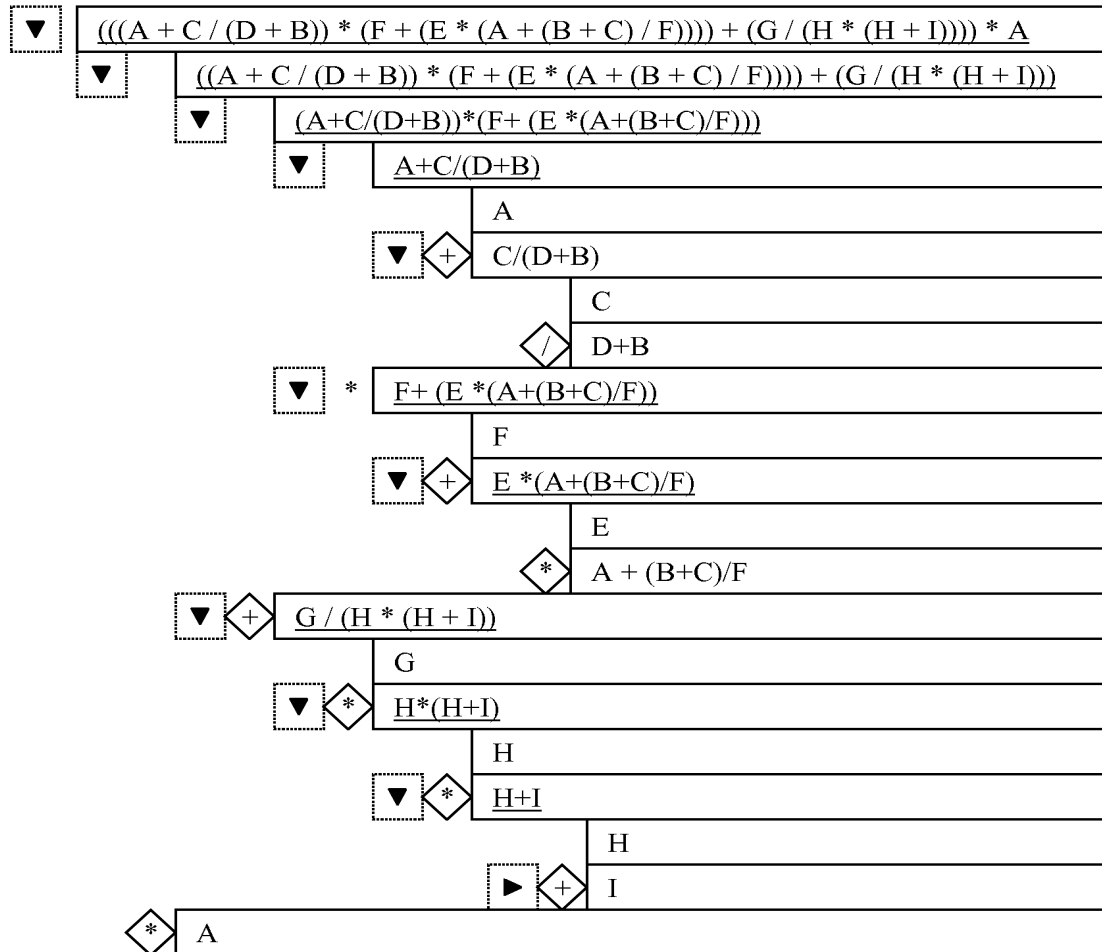 (((A + C / (D + B)) * (F + (E * (A + (B + C) / F)))) + (G / (H * (H + I)))) * A
((A + C / (D + B)) * (F + (E * (A + (B + C) / F)))) + (G / (H * (H + I)))
(A+C/(D+B))*(F+ (E *(A+(B+C)/F)))
A+C/(D+B)
A
+ C/(D+B)
C
/ D+B
* F+ (E *(A+(B+C)/F))
F
+ E *(A+(B+C)/F)
E
* A + (B+C)/F
+ G / (H * (H + I))
G
* H*(H+I)
H
* H+I
H
+ I
* A